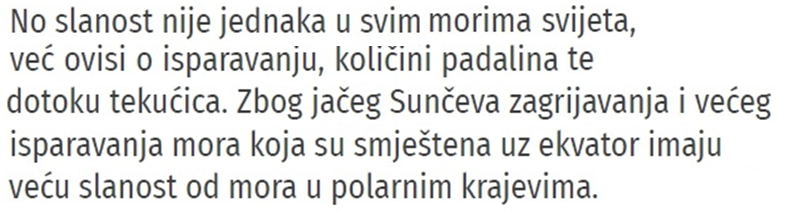 No slanost nije jednaka u svim morima svijeta,
već ovisi o isparavanju, količini padalina te
dotoku tekućica. Zbog jačeg Sunčeva zagrijavanja i većeg
isparavanja mora koja su smještena uz ekvator imaju
veću slanost od mora u polarnim krajevima.